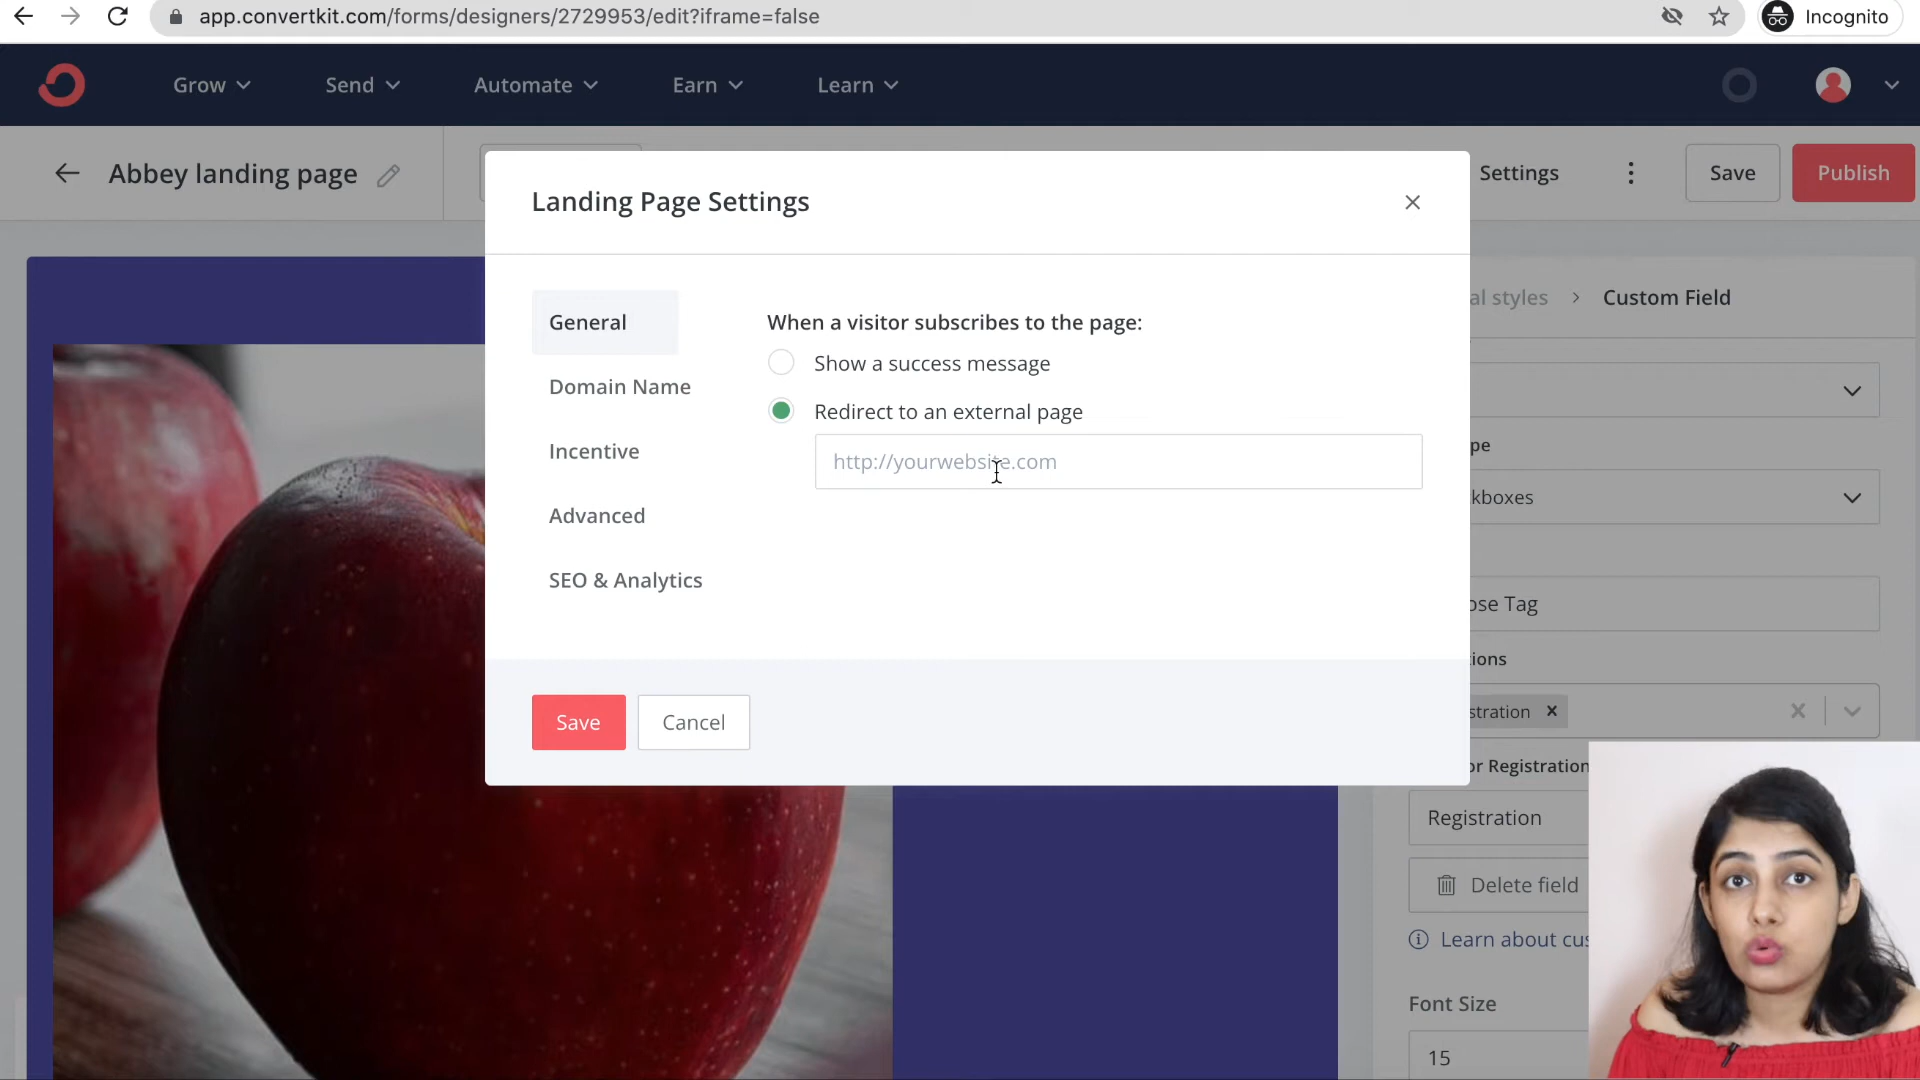 app.convertkit.com/forms/designers/2729953/edit?iframe=false
Incognito
Grow
Send
Automate
Earn
Learn
Abbey landing page
Settings
Save
Publish
Landing Page Settings
General
Domain Name
Incentive
Advanced
SEO & Analytics
When a visitor subscribes to the page:
Show a success message
Redirect to an external page
http://yourwebsite.com
Save
Cancel
al styles > Custom Field
pe
kboxes
ose Tag
ions
stration
or Registration
Registration
Delete field
Learn about cus
Font Size
15